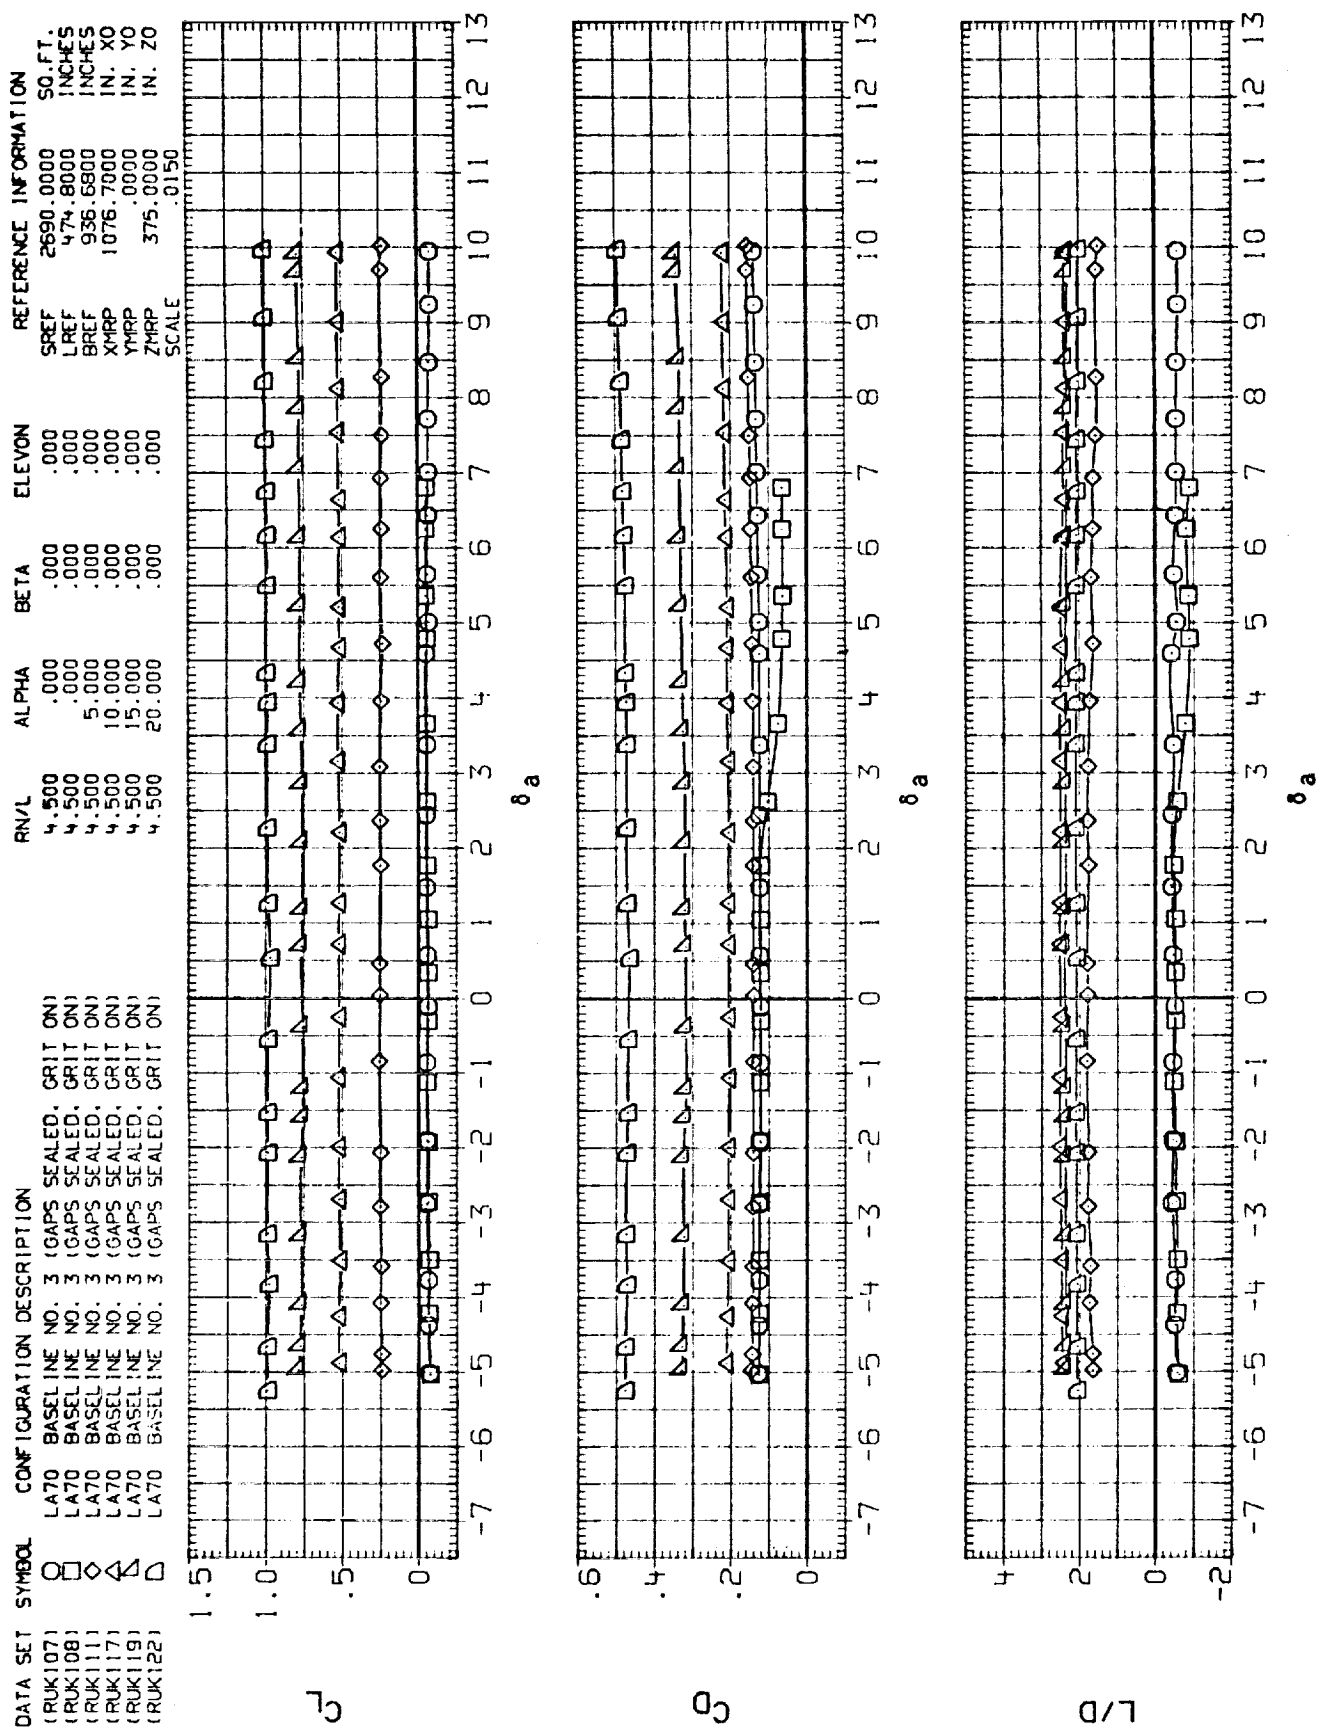 DATA SET SYMBOL CONFIGURATION DESCRIPTION RN/L ALPHA BETA ELEVON REFERENCE INFORMATION
(RUK107) LA70 BASELINE NO. 3 (GAPS SEALED, GRIT ON) 4.500 .000 .000 .000 SREF 2690.0000 SQ.FT.
(RUK108) LA70 BASELINE NO. 3 (GAPS SEALED, GRIT ON) 4.500 .000 .000 .000 LREF 474.8000 INCHES
(RUK111) LA70 BASELINE NO. 3 (GAPS SEALED, GRIT ON) 4.500 5.000 .000 .000 BREF 936.6800 INCHES
(RUK117) LA70 BASELINE NO. 3 (GAPS SEALED, GRIT ON) 4.500 10.000 .000 .000 XMRP 1076.7000 IN. XO
(RUK119) LA70 BASELINE NO. 3 (GAPS SEALED, GRIT ON) 4.500 15.000 .000 .000 YMRP .0000 IN. YO
(RUK122) LA70 BASELINE NO. 3 (GAPS SEALED, GRIT ON) 4.500 20.000 .000 .000 ZMRP 375.0000 IN. ZO
SCALE .0150
1.5
1.0
.5
0
CL
-7 -6 -5 -4 -3 -2 -1 0 1 2 3 4 5 6 7 8 9 10 11 12 13
δa
.6
.4
.2
0
CD
-7 -6 -5 -4 -3 -2 -1 0 1 2 3 4 5 6 7 8 9 10 11 12 13
δa
4
2
0
-2
L/D
-7 -6 -5 -4 -3 -2 -1 0 1 2 3 4 5 6 7 8 9 10 11 12 13
δa